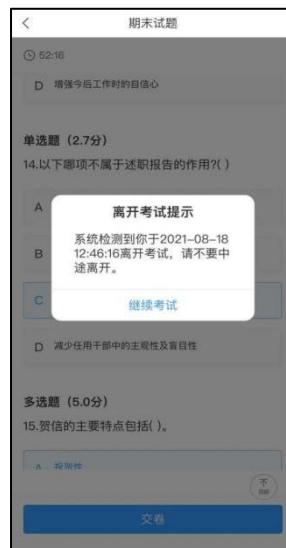 期末试题
52:16
D 增强今后工作时的自信心
单选题（2.7分）
14.以下哪项不属于述职报告的作用?( )
A
离开考试提示
系统检测到你于2021-08-18
12:46:16离开考试，请不要中
途离开。
B
C
继续考试
D 减少任用干部中的主观性及盲目性
多选题（5.0分）
15.贺信的主要特点包括( )。
A 祝贺性
交卷